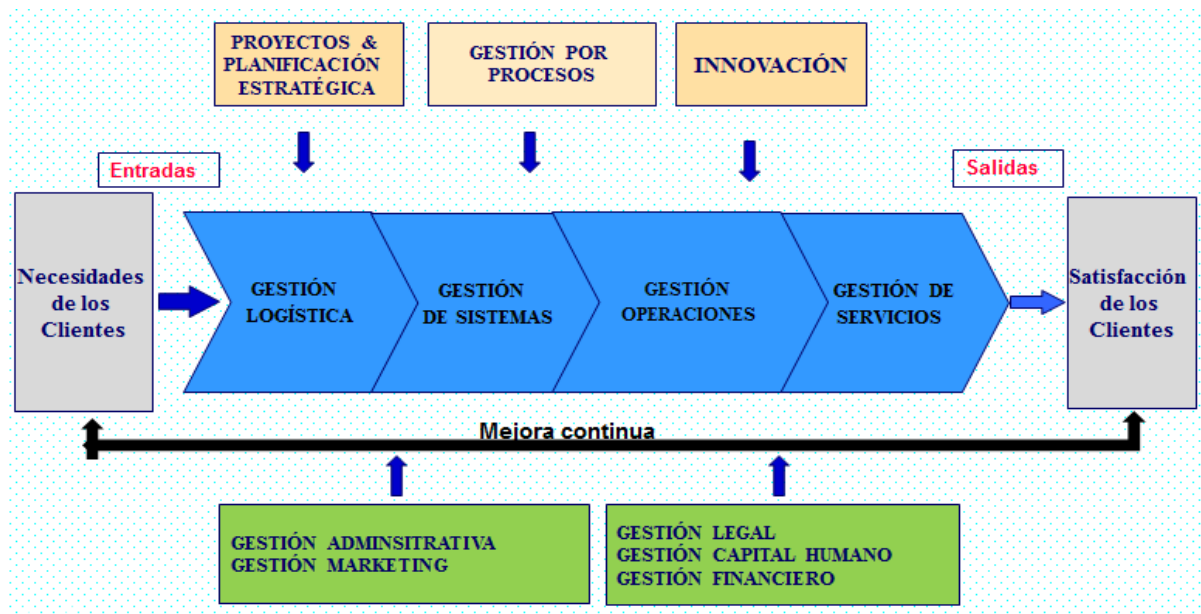 PROYECTOS &
PLANIFICACIÓN
ESTRATÉGICA
GESTIÓN POR
PROCESOS
INNOVACIÓN
Entradas
Salidas
Necesidades
de los
Clientes
GESTIÓN
LOGÍSTICA
GESTIÓN
DE SISTEMAS
GESTIÓN
OPERACIONES
GESTIÓN DE
SERVICIOS
Satisfacción
de los
Clientes
Mejora continua
GESTIÓN ADMINSITRATIVA
GESTIÓN MARKETING
GESTIÓN LEGAL
GESTIÓN CAPITAL HUMANO
GESTIÓN FINANCIERO